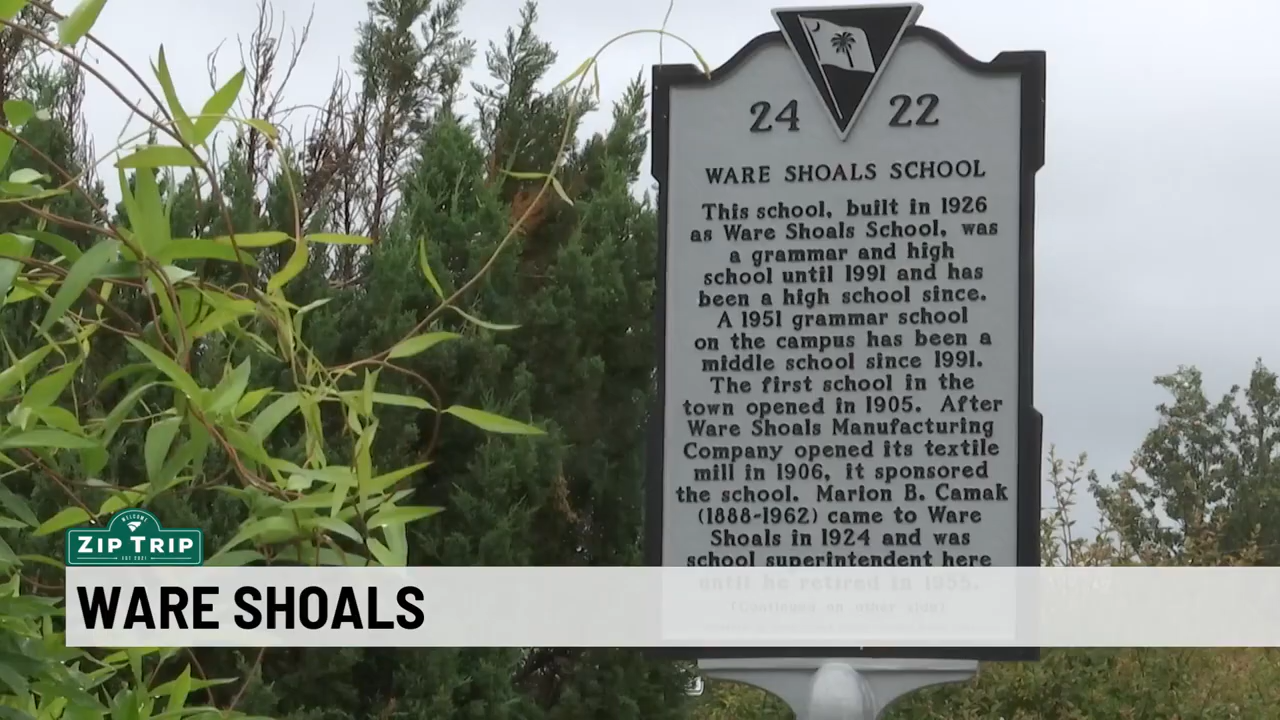 24 22
WARE SHOALS SCHOOL
This school, built in 1926
as Ware Shoals School, was
a grammar and high
school until 1991 and has
been a high school since.
A 1951 grammar school
on the campus has been a
middle school since 1991.
The first school in the
town opened in 1905. After
Ware Shoals Manufacturing
Company opened its textile
mill in 1906, it sponsored
the school. Marion B. Camak
(1888-1962) came to Ware
Shoals in 1924 and was
school superintendent here
until he retired in 1955.
(Continued on other side)
WELCOME
ZIP TRIP
EST 2021
WARE SHOALS